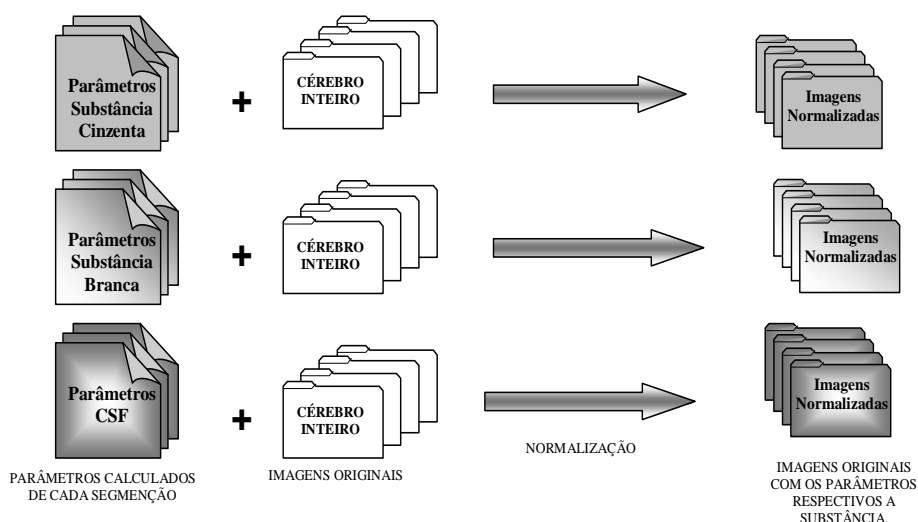 Parâmetros
Substância
Cinzenta
+
CÉREBRO
INTEIRO
Imagens
Normalizadas
Parâmetros
Substância
Branca
+
CÉREBRO
INTEIRO
Imagens
Normalizadas
Parâmetros
CSF
+
CÉREBRO
INTEIRO
Imagens
Normalizadas
PARÂMETROS CALCULADOS
DE CADA SEGMENÇÃO
IMAGENS ORIGINAIS
NORMALIZAÇÃO
IMAGENS ORIGINAIS
COM OS PARÂMETROS
RESPECTIVOS A
SUBSTÂNCIA.